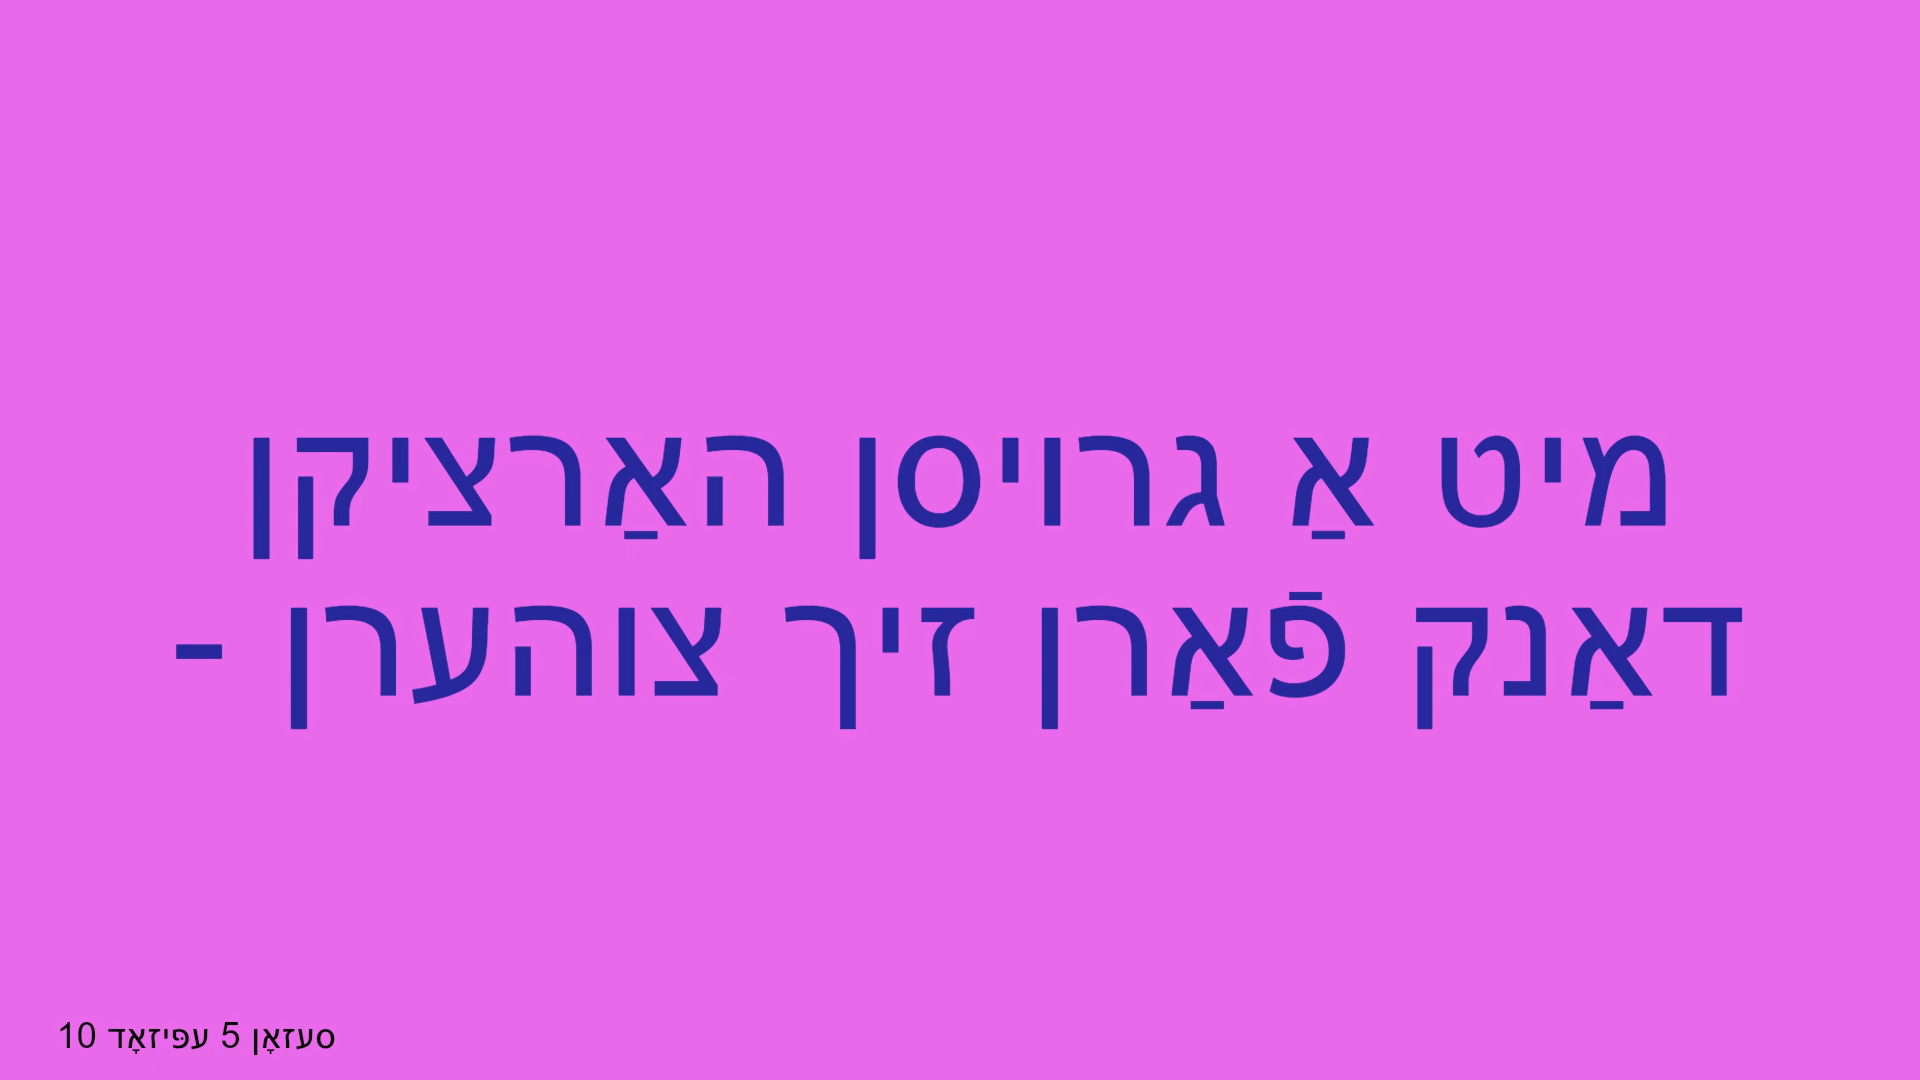 מיט אַ גרויסן האַרציקן
דאַנק פֿאַרן זיך צוהערן -
סעזאָן 5 עפּיזאָד 10